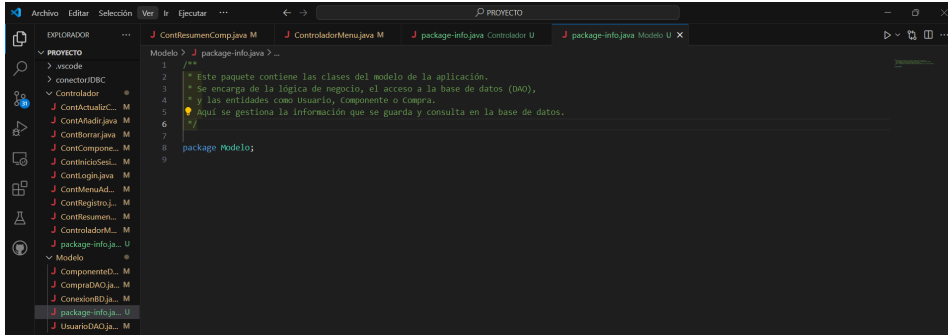 Archivo Editar Selección Ver Ir Ejecutar ···
PROYECTO
EXPLORADOR ···
PROYECTO
.vscode
conectorJDBC
Controlador
J ContActualizC... M
J ContAñadir.java M
J ContBorrar.java M
J ContCompone... M
J ContInicioSesi... M
J ContLogin.java M
J ContMenuAd... M
J ContRegistro.j... M
J ContResumen... M
J ControladorM... M
J package-info.ja... U
Modelo
J ComponenteD... M
J CompraDAO.ja... M
J ConexionBD.ja... M
J package-info.ja... U
J UsuarioDAO.ja... M
31
J ContResumenComp.java M
J ControladorMenu.java M
J package-info.java Controlador U
J package-info.java Modelo U X
Modelo > J package-info.java > ...
1 /**
2 * Este paquete contiene las clases del modelo de la aplicación.
3 * Se encarga de la lógica de negocio, el acceso a la base de datos (DAO),
4 * y las entidades como Usuario, Componente o Compra.
5 Aquí se gestiona la información que se guarda y consulta en la base de datos.
6 */
7
8 package Modelo;
9